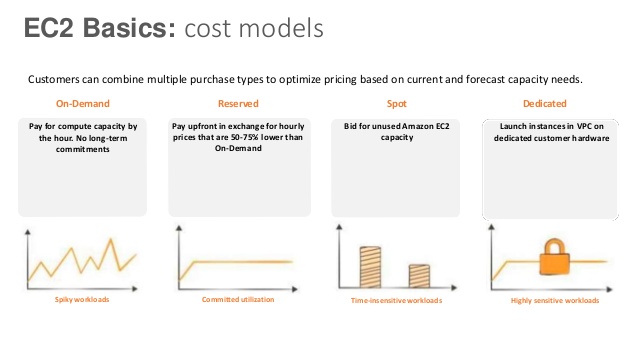 EC2 Basics: cost models
Customers can combine multiple purchase types to optimize pricing based on current and forecast capacity needs.
On-Demand
Pay for compute capacity by
the hour. No long-term
commitments
Spiky workloads
Reserved
Pay upfront in exchange for hourly
prices that are 50-75% lower than
On-Demand
Committed utilization
Spot
Bid for unused Amazon EC2
capacity
Time-insensitive workloads
Dedicated
Launch instances in VPC on
dedicated customer hardware
Highly sensitive workloads